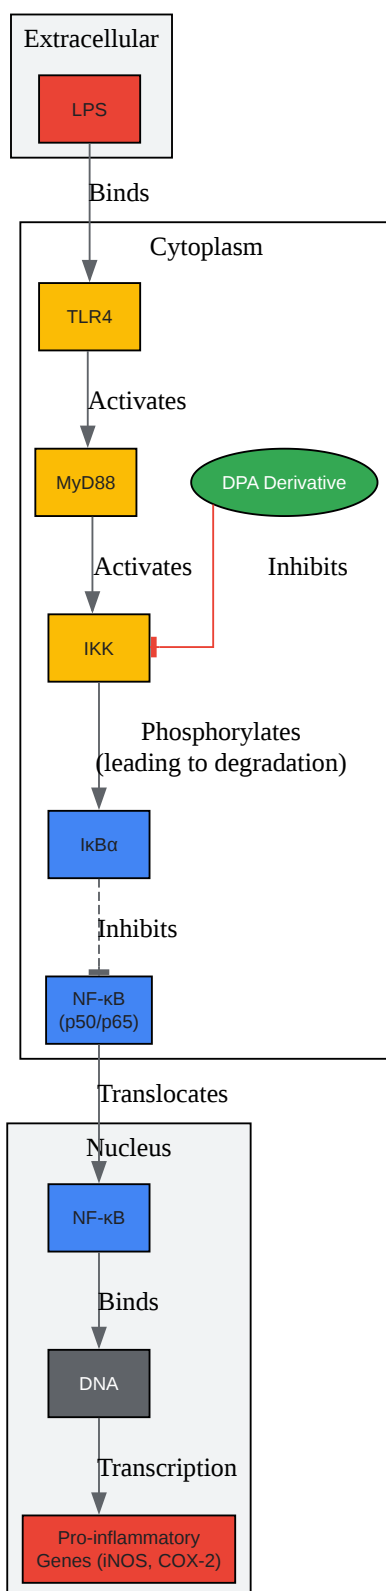 Extracellular
LPS
Binds
Cytoplasm
TLR4
Activates
MyD88
DPA Derivative
Activates
Inhibits
IKK
Phosphorylates
(leading to degradation)
IκBα
Inhibits
NF-κB
(p50/p65)
Translocates
Nucleus
NF-κB
Binds
DNA
Transcription
Pro-inflammatory
Genes (iNOS, COX-2)